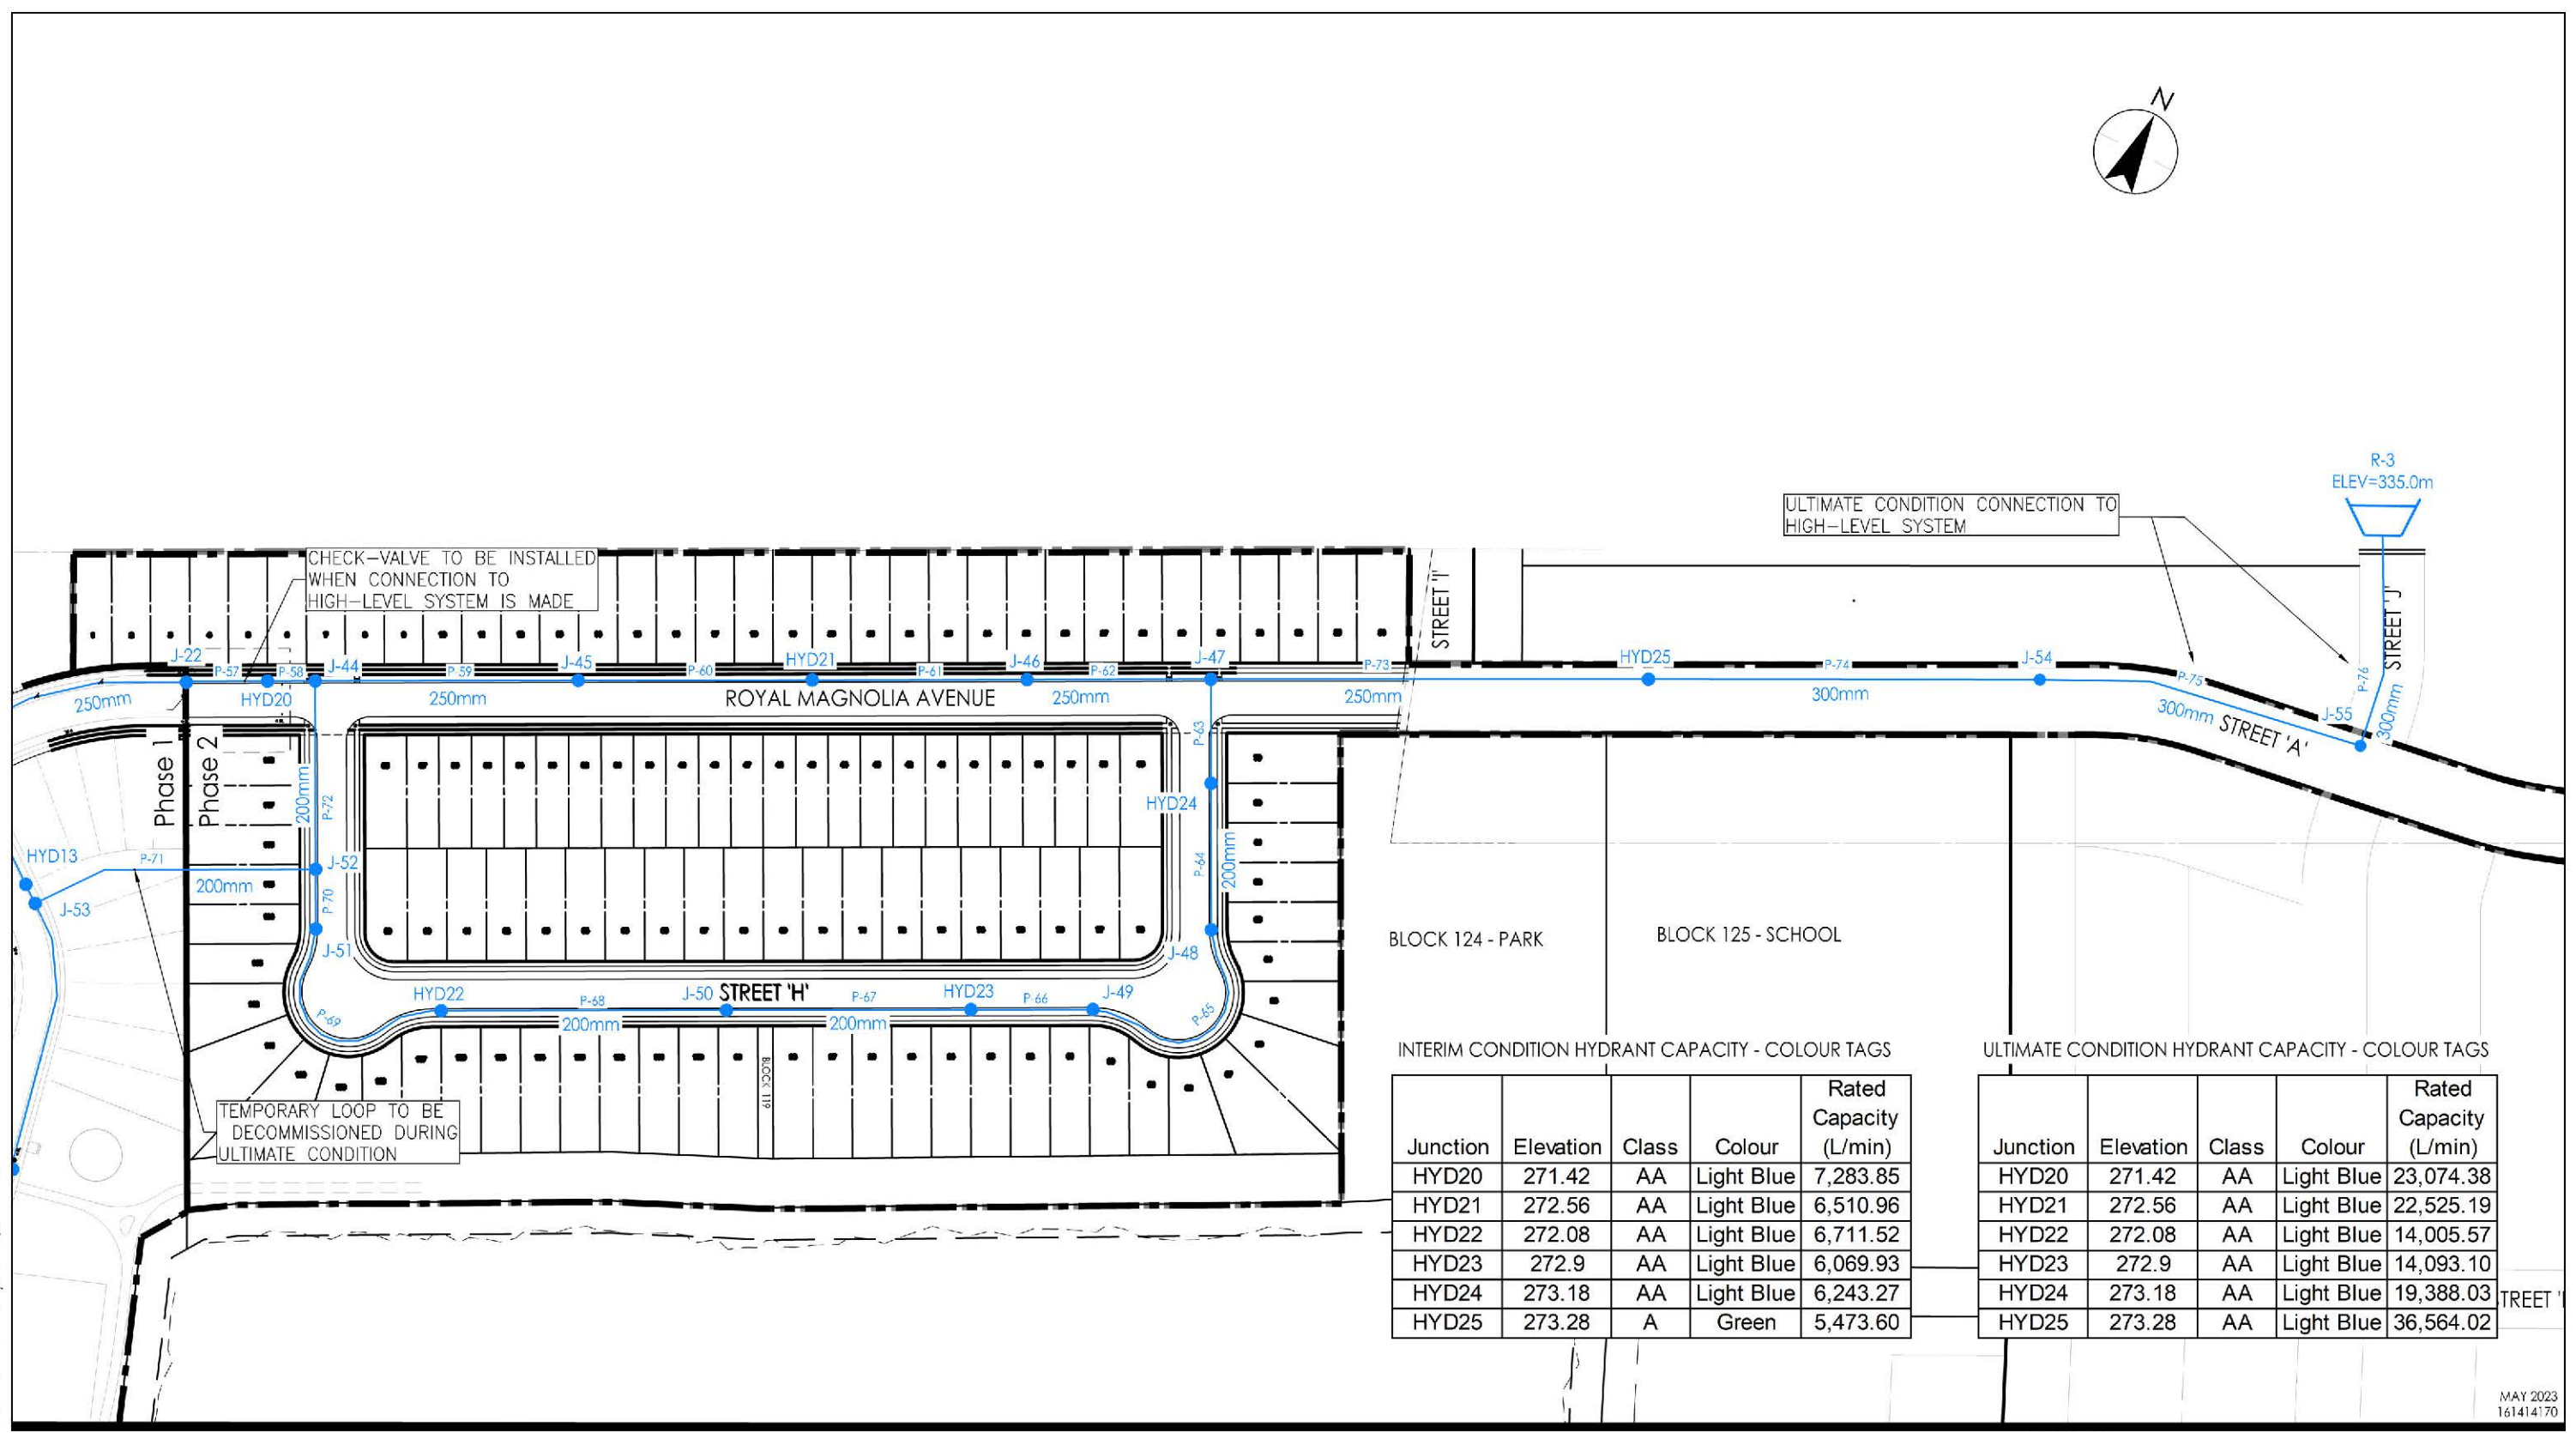 N
R-3
ELEV=335.0m
ULTIMATE CONDITION CONNECTION TO
HIGH-LEVEL SYSTEM
CHECK-VALVE TO BE INSTALLED
WHEN CONNECTION TO
HIGH-LEVEL SYSTEM IS MADE
STREET 'I'
STREET 'J'
J-22
P-57
P-58
J-44
P-59
J-45
P-60
HYD21
P-61
J-46
P-62
J-47
P-73
HYD25
P-74
J-54
P-75
P-76
250mm
HYD20
250mm
ROYAL MAGNOLIA AVENUE
250mm
250mm
300mm
300mm
STREET 'A'
J-55
300mm
Phase 1
Phase 2
200mm
P-72
P-63
HYD24
P-64
200mm
HYD13
P-71
200mm
J-52
J-53
P-70
J-51
J-48
BLOCK 124 - PARK
BLOCK 125 - SCHOOL
P-69
HYD22
P-68
200mm
J-50
STREET 'H'
P-67
200mm
HYD23
P-66
J-49
P-65
BLOCK 119
TEMPORARY LOOP TO BE
DECOMMISSIONED DURING
ULTIMATE CONDITION
INTERIM CONDITION HYDRANT CAPACITY - COLOUR TAGS
Junction Elevation Class Colour Rated Capacity (L/min)
HYD20 271.42 AA Light Blue 7,283.85
HYD21 272.56 AA Light Blue 6,510.96
HYD22 272.08 AA Light Blue 6,711.52
HYD23 272.9 AA Light Blue 6,069.93
HYD24 273.18 AA Light Blue 6,243.27
HYD25 273.28 A Green 5,473.60
ULTIMATE CONDITION HYDRANT CAPACITY - COLOUR TAGS
Junction Elevation Class Colour Rated Capacity (L/min)
HYD20 271.42 AA Light Blue 23,074.38
HYD21 272.56 AA Light Blue 22,525.19
HYD22 272.08 AA Light Blue 14,005.57
HYD23 272.9 AA Light Blue 14,093.10
HYD24 273.18 AA Light Blue 19,388.03
HYD25 273.28 AA Light Blue 36,564.02
TREET '
MAY 2023
161414170